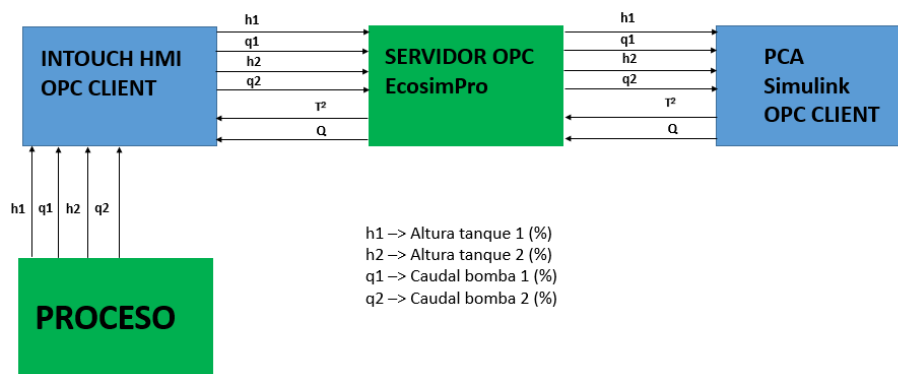 INTOUCH HMI
OPC CLIENT
h1
q1
h2
q2
T²
Q
SERVIDOR OPC
EcosimPro
h1
q1
h2
q2
T²
Q
PCA
Simulink
OPC CLIENT
h1 q1 h2 q2
PROCESO
h1 –> Altura tanque 1 (%)
h2 –> Altura tanque 2 (%)
q1 –> Caudal bomba 1 (%)
q2 –> Caudal bomba 2 (%)